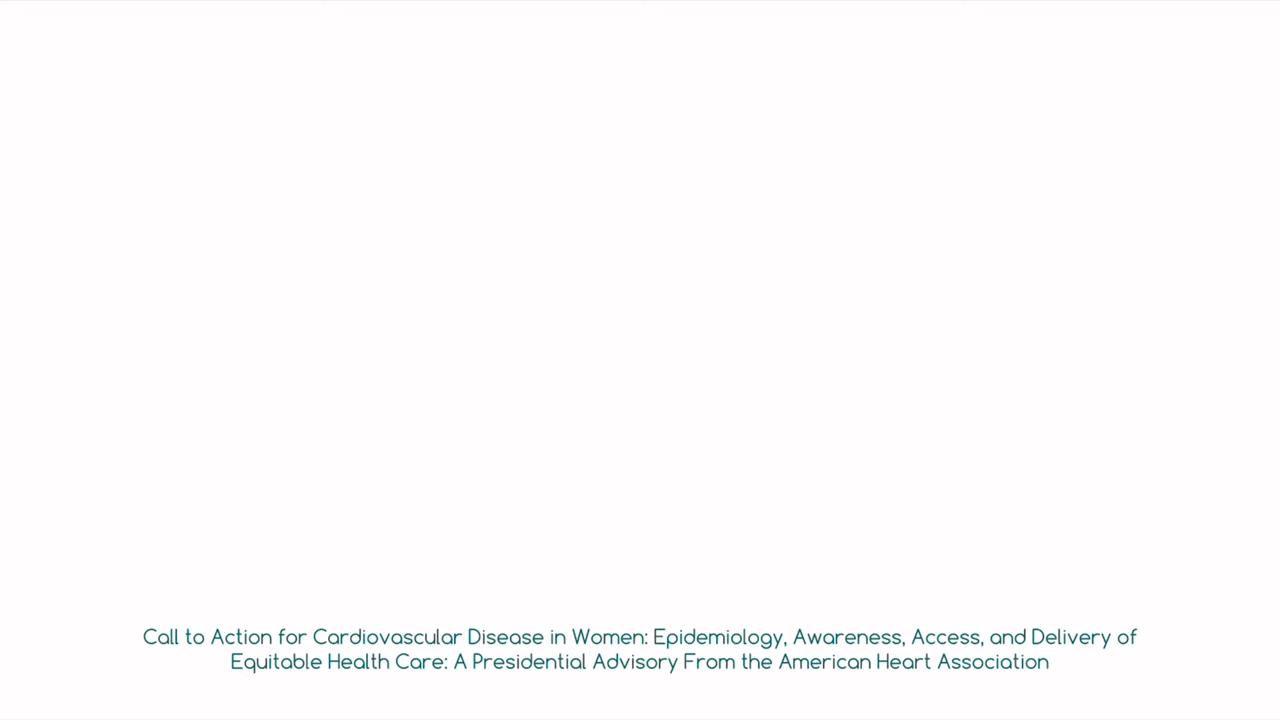 Call to Action for Cardiovascular Disease in Women: Epidemiology, Awareness, Access, and Delivery of
Equitable Health Care: A Presidential Advisory From the American Heart Association